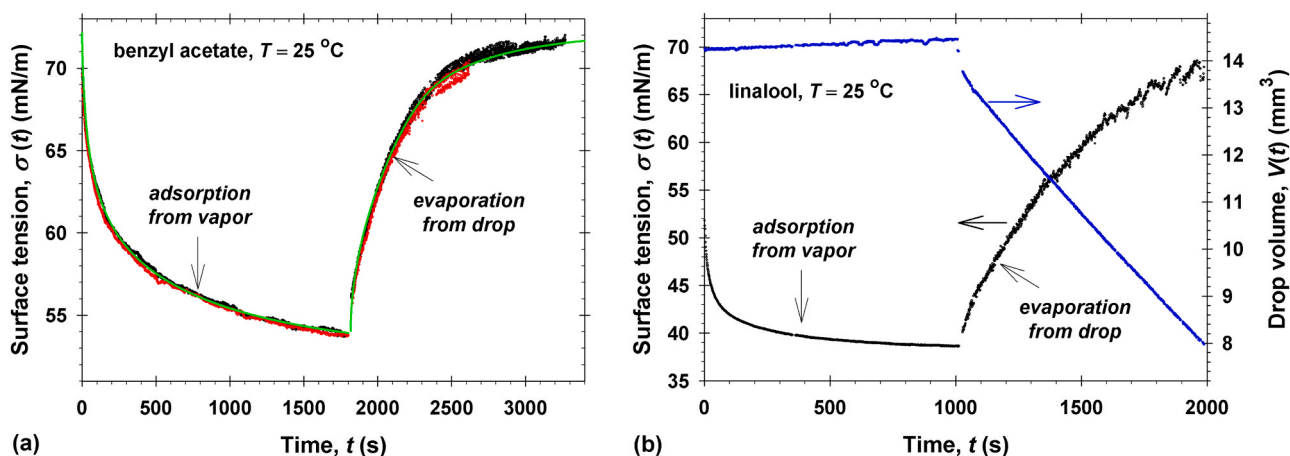 benzyl acetate, T = 25 °C
adsorption
from vapor
evaporation
from drop
70
65
60
57
54
Surface tension, σ (t) (mN/m)
0
500
1000
1500
2000
2500
3000
Time, t (s)
(a)
linalool, T = 25 °C
adsorption
from vapor
evaporation
from drop
70
65
60
55
50
45
40
35
Surface tension, σ (t) (mN/m)
14
13
12
11
10
9
8
Drop volume, V(t) (mm³)
0
500
1000
1500
2000
Time, t (s)
(b)